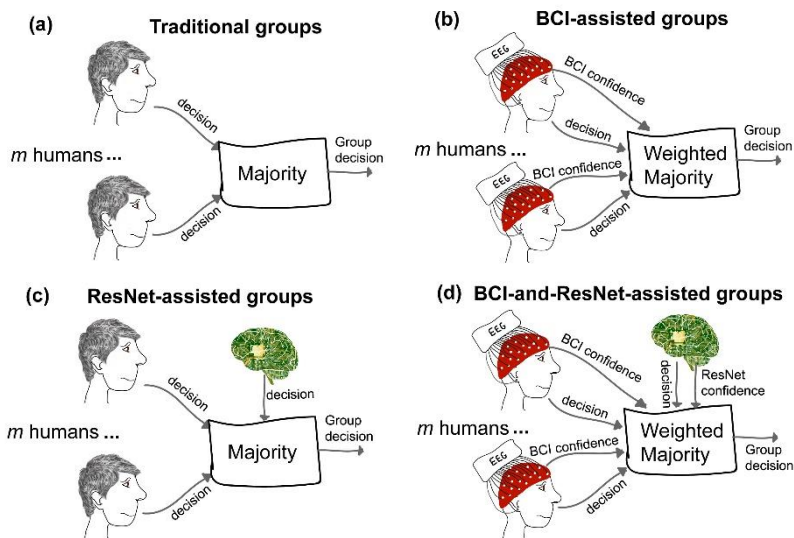 (a) Traditional groups
decision
m humans ...
Majority
Group
decision
decision
(b) BCI-assisted groups
EEG
BCI confidence
decision
m humans ...
EEG
BCI confidence
Weighted
Majority
Group
decision
decision
(c) ResNet-assisted groups
decision
decision
m humans ...
Majority
Group
decision
decision
(d) BCI-and-ResNet-assisted groups
EEG
BCI confidence
decision
decision
ResNet
confidence
m humans ...
EEG
BCI confidence
Weighted
Majority
Group
decision
decision